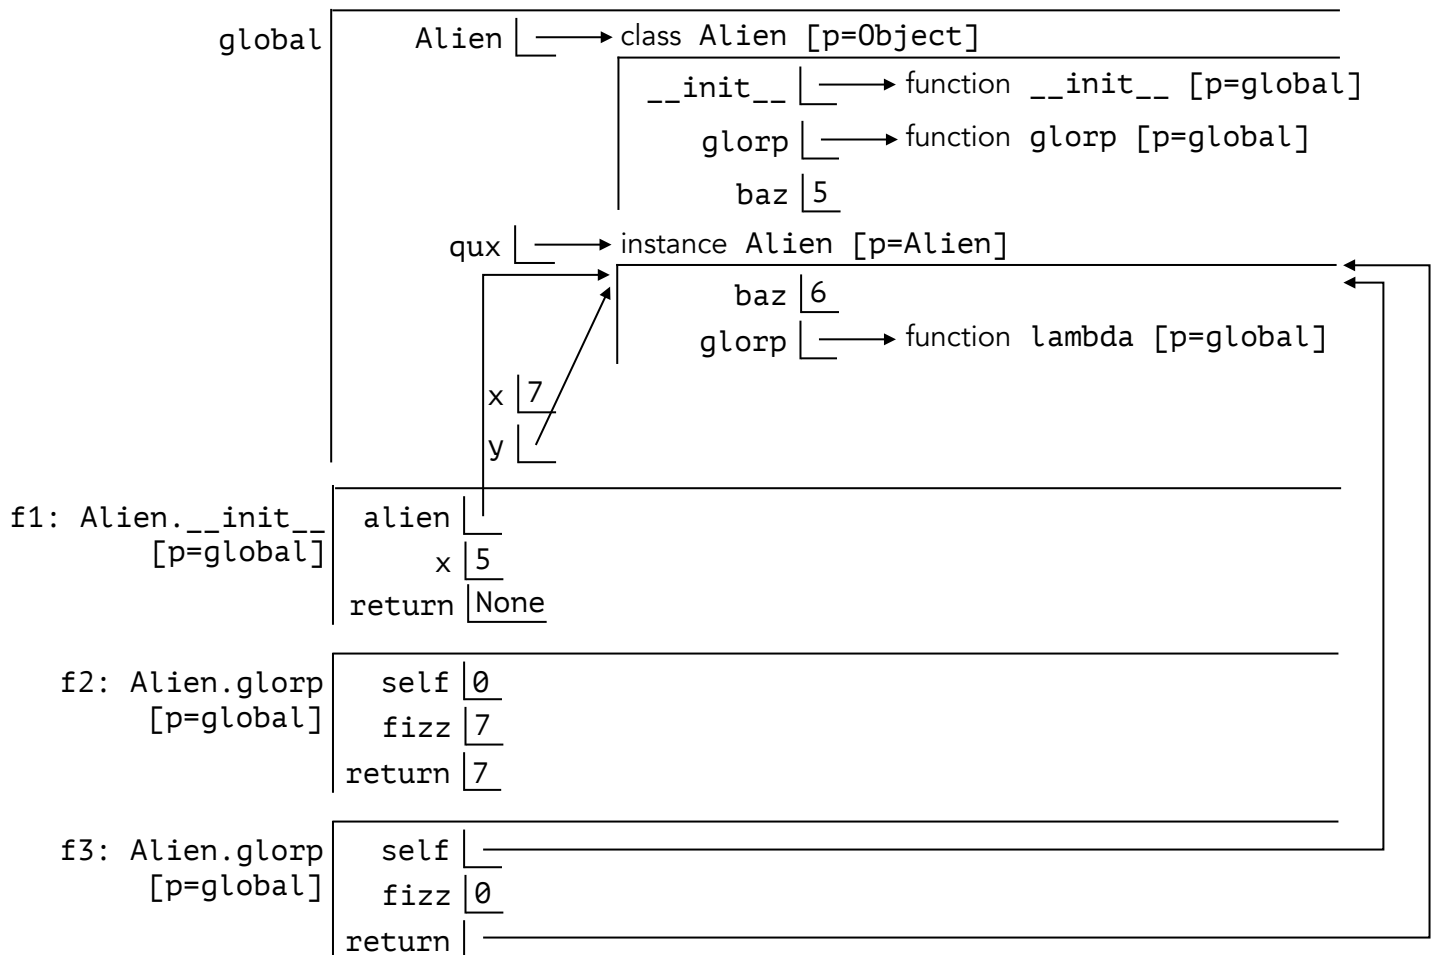 global Alien class Alien [p=Object]
__init__ function __init__ [p=global]
glorp function glorp [p=global]
baz 5
qux instance Alien [p=Alien]
baz 6
glorp function lambda [p=global]
x 7
y
f1: Alien.__init__ alien
[p=global]
x 5
return None
f2: Alien.glorp self 0
[p=global] fizz 7
return 7
f3: Alien.glorp self
[p=global] fizz 0
return